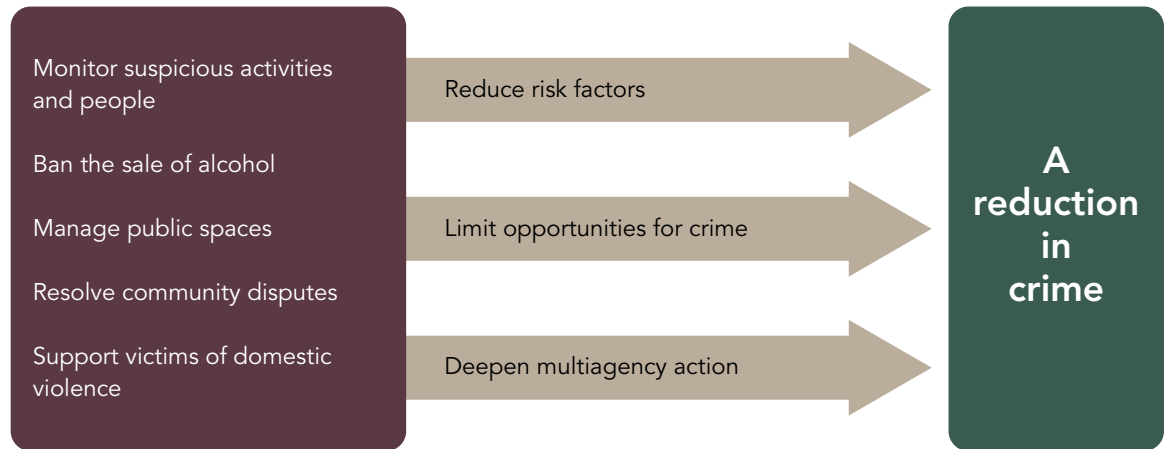 Monitor suspicious activities
and people
Ban the sale of alcohol
Manage public spaces
Resolve community disputes
Support victims of domestic
violence
Reduce risk factors
Limit opportunities for crime
Deepen multiagency action
A
reduction
in
crime